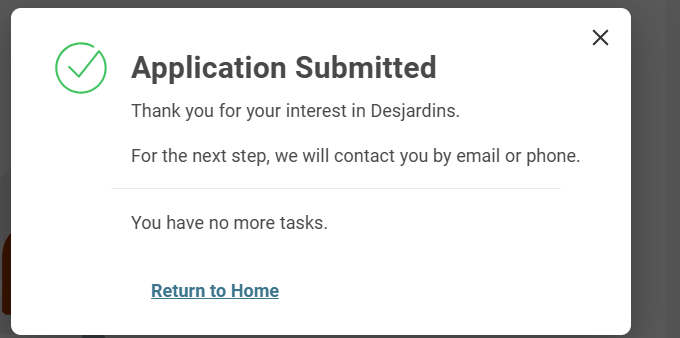 Application Submitted
Thank you for your interest in Desjardins.
For the next step, we will contact you by email or phone.
You have no more tasks.
Return to Home